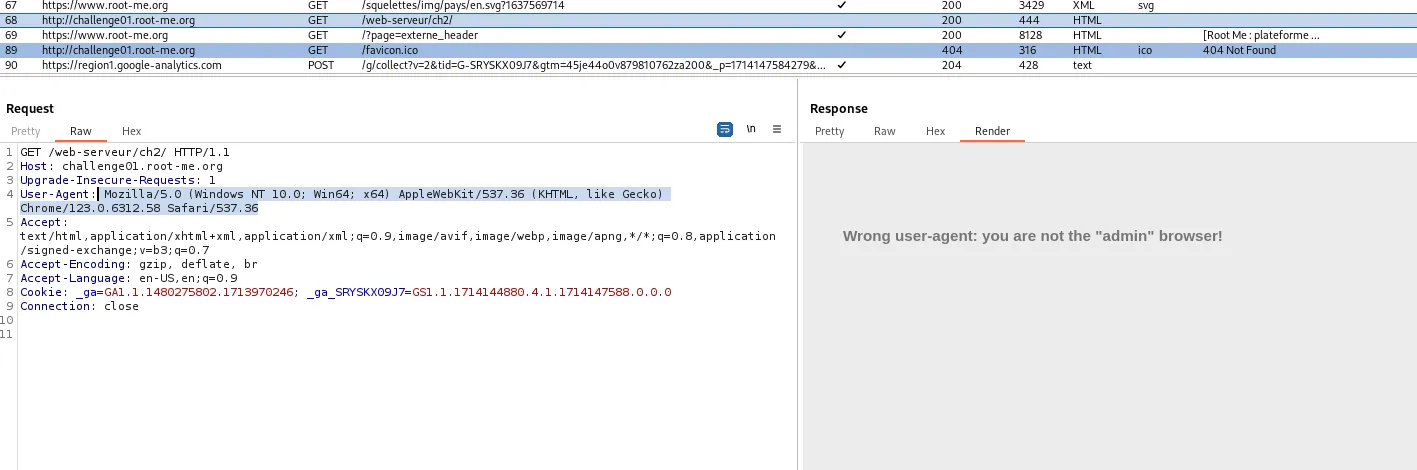 67 https://www.root-me.org GET /squelettes/img/pays/en.svg?1637569714 ✓ 200 3429 XML svg
68 http://challenge01.root-me.org GET /web-serveur/ch2/ 200 444 HTML
69 https://www.root-me.org GET /?page=externe_header ✓ 200 8128 HTML [Root Me : plateforme ...
89 http://challenge01.root-me.org GET /favicon.ico 404 316 HTML ico 404 Not Found
90 https://region1.google-analytics.com POST /g/collect?v=2&tid=G-SRYSKX09J7&gtm=45je44o0v879810762za200&_p=1714147584279&... ✓ 204 428 text
Request
Pretty Raw Hex \n
1 GET /web-serveur/ch2/ HTTP/1.1
2 Host: challenge01.root-me.org
3 Upgrade-Insecure-Requests: 1
4 User-Agent: Mozilla/5.0 (Windows NT 10.0; Win64; x64) AppleWebKit/537.36 (KHTML, like Gecko)
Chrome/123.0.6312.58 Safari/537.36
5 Accept:
text/html,application/xhtml+xml,application/xml;q=0.9,image/avif,image/webp,image/apng,*/*;q=0.8,application
/signed-exchange;v=b3;q=0.7
6 Accept-Encoding: gzip, deflate, br
7 Accept-Language: en-US,en;q=0.9
8 Cookie: _ga=GA1.1.1480275802.1713970246; _ga_SRYSKX09J7=GS1.1.1714144880.4.1.1714147588.0.0.0
9 Connection: close
10
11
Response
Pretty Raw Hex Render
Wrong user-agent: you are not the "admin" browser!